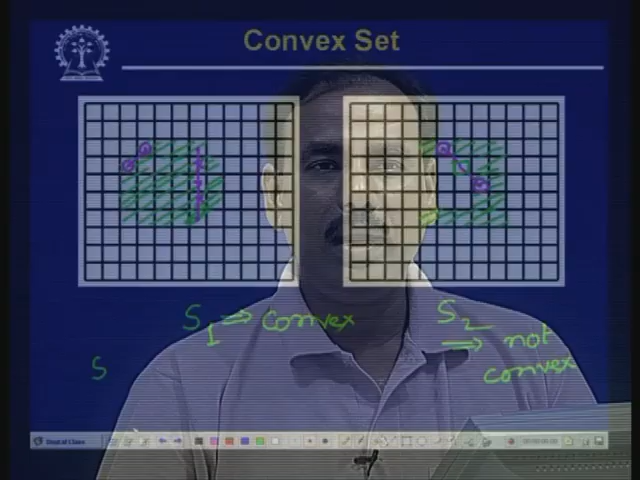 Convex Set
S1 ⇒ Convex
S2 ⇒ not convex
S